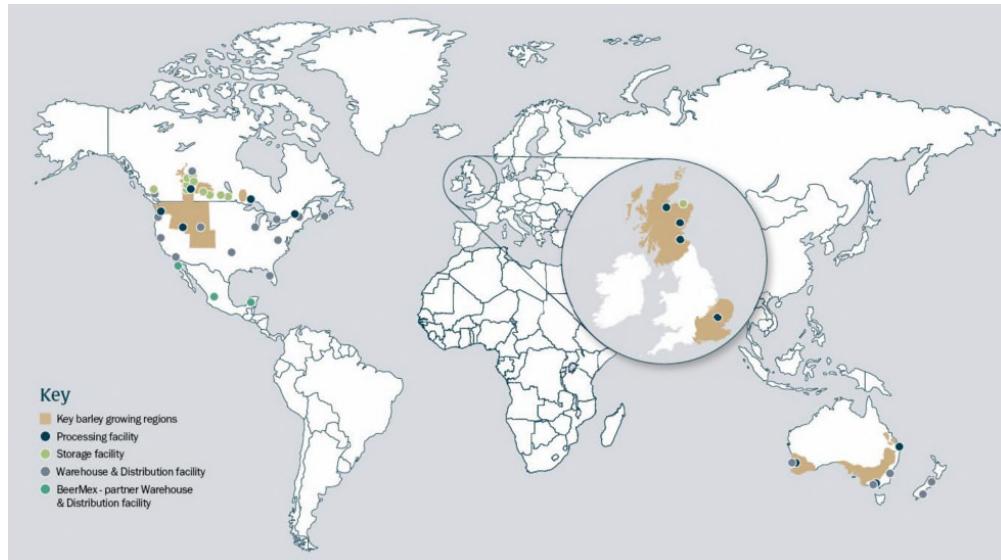 Key
Key barley growing regions
Processing facility
Storage facility
Warehouse & Distribution facility
BeerMex - partner Warehouse
& Distribution facility